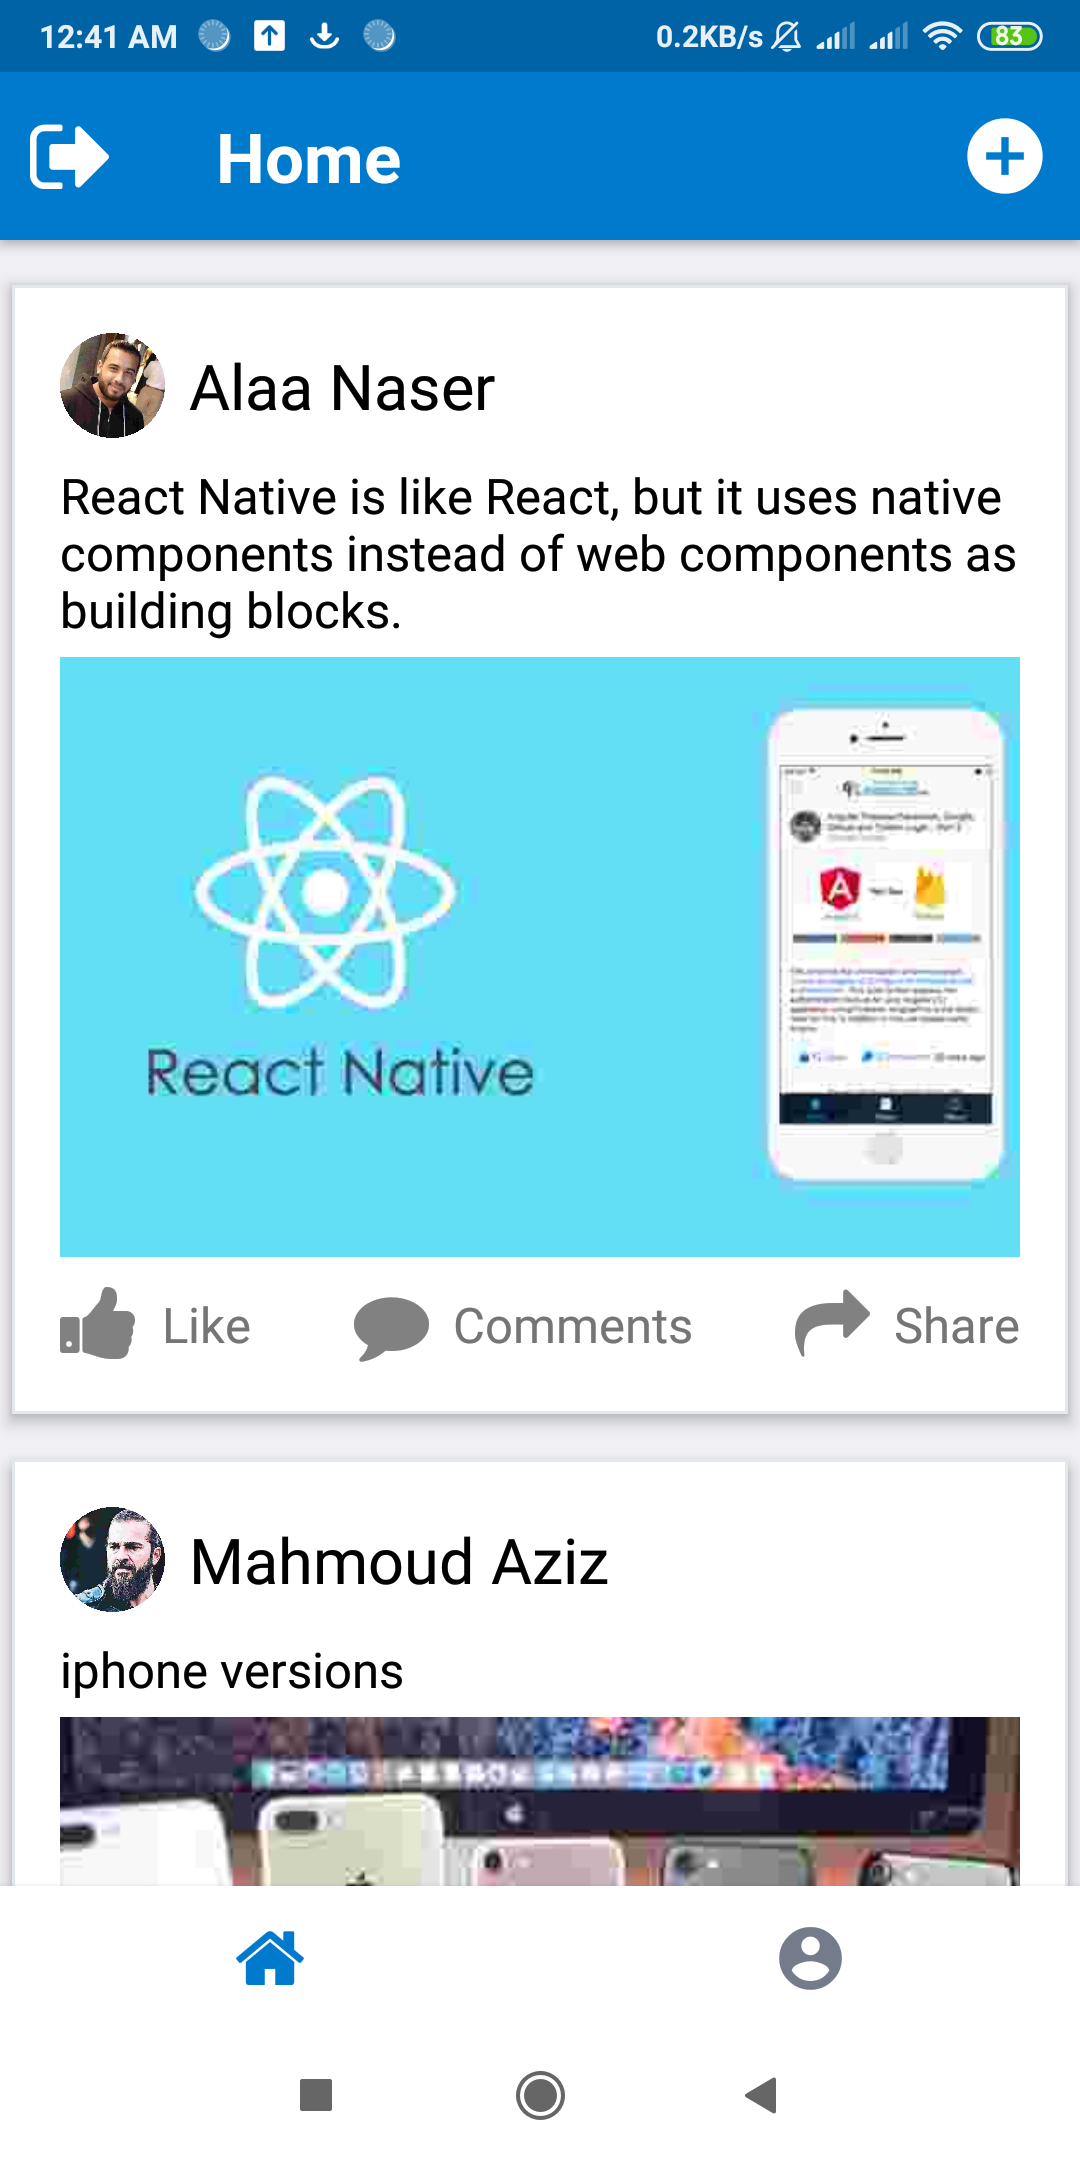 12:41 AM 0.2KB/s 83
Home
Alaa Naser
React Native is like React, but it uses native
components instead of web components as
building blocks.
React Native
Like Comments Share
Mahmoud Aziz
iphone versions